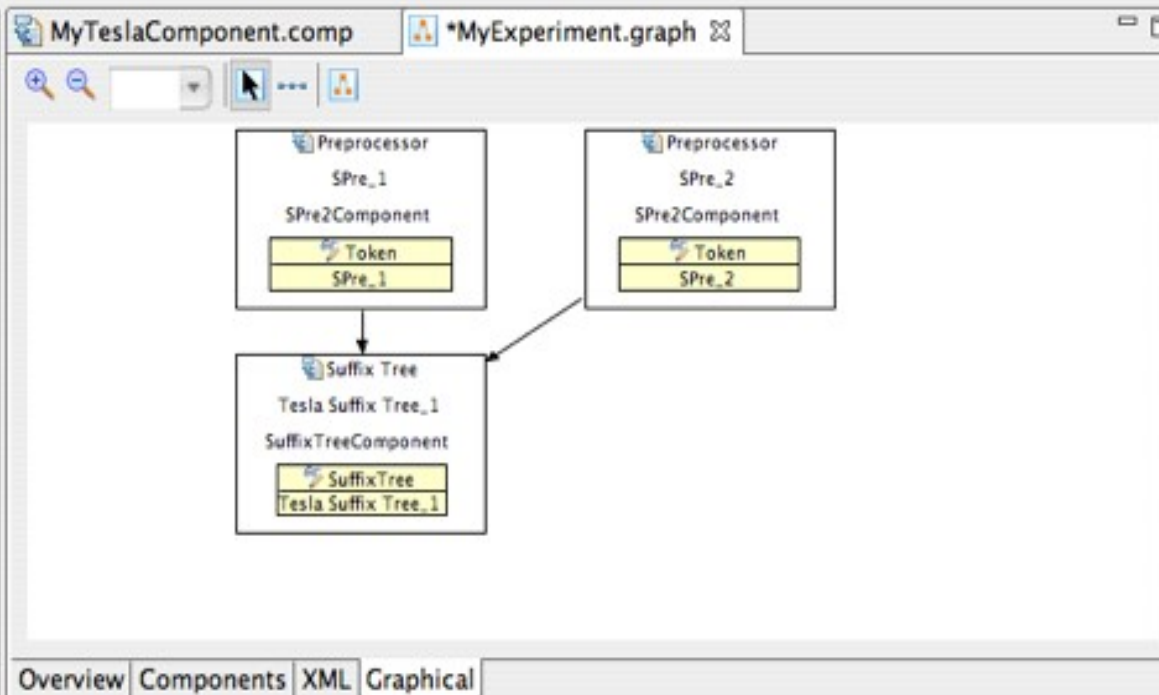 MyTeslaComponent.comp *MyExperiment.graph
Preprocessor
SPre_1
SPre2Component
Token
SPre_1
Preprocessor
SPre_2
SPre2Component
Token
SPre_2
Suffix Tree
Tesla Suffix Tree_1
SuffixTreeComponent
SuffixTree
Tesla Suffix Tree_1
Overview Components XML Graphical